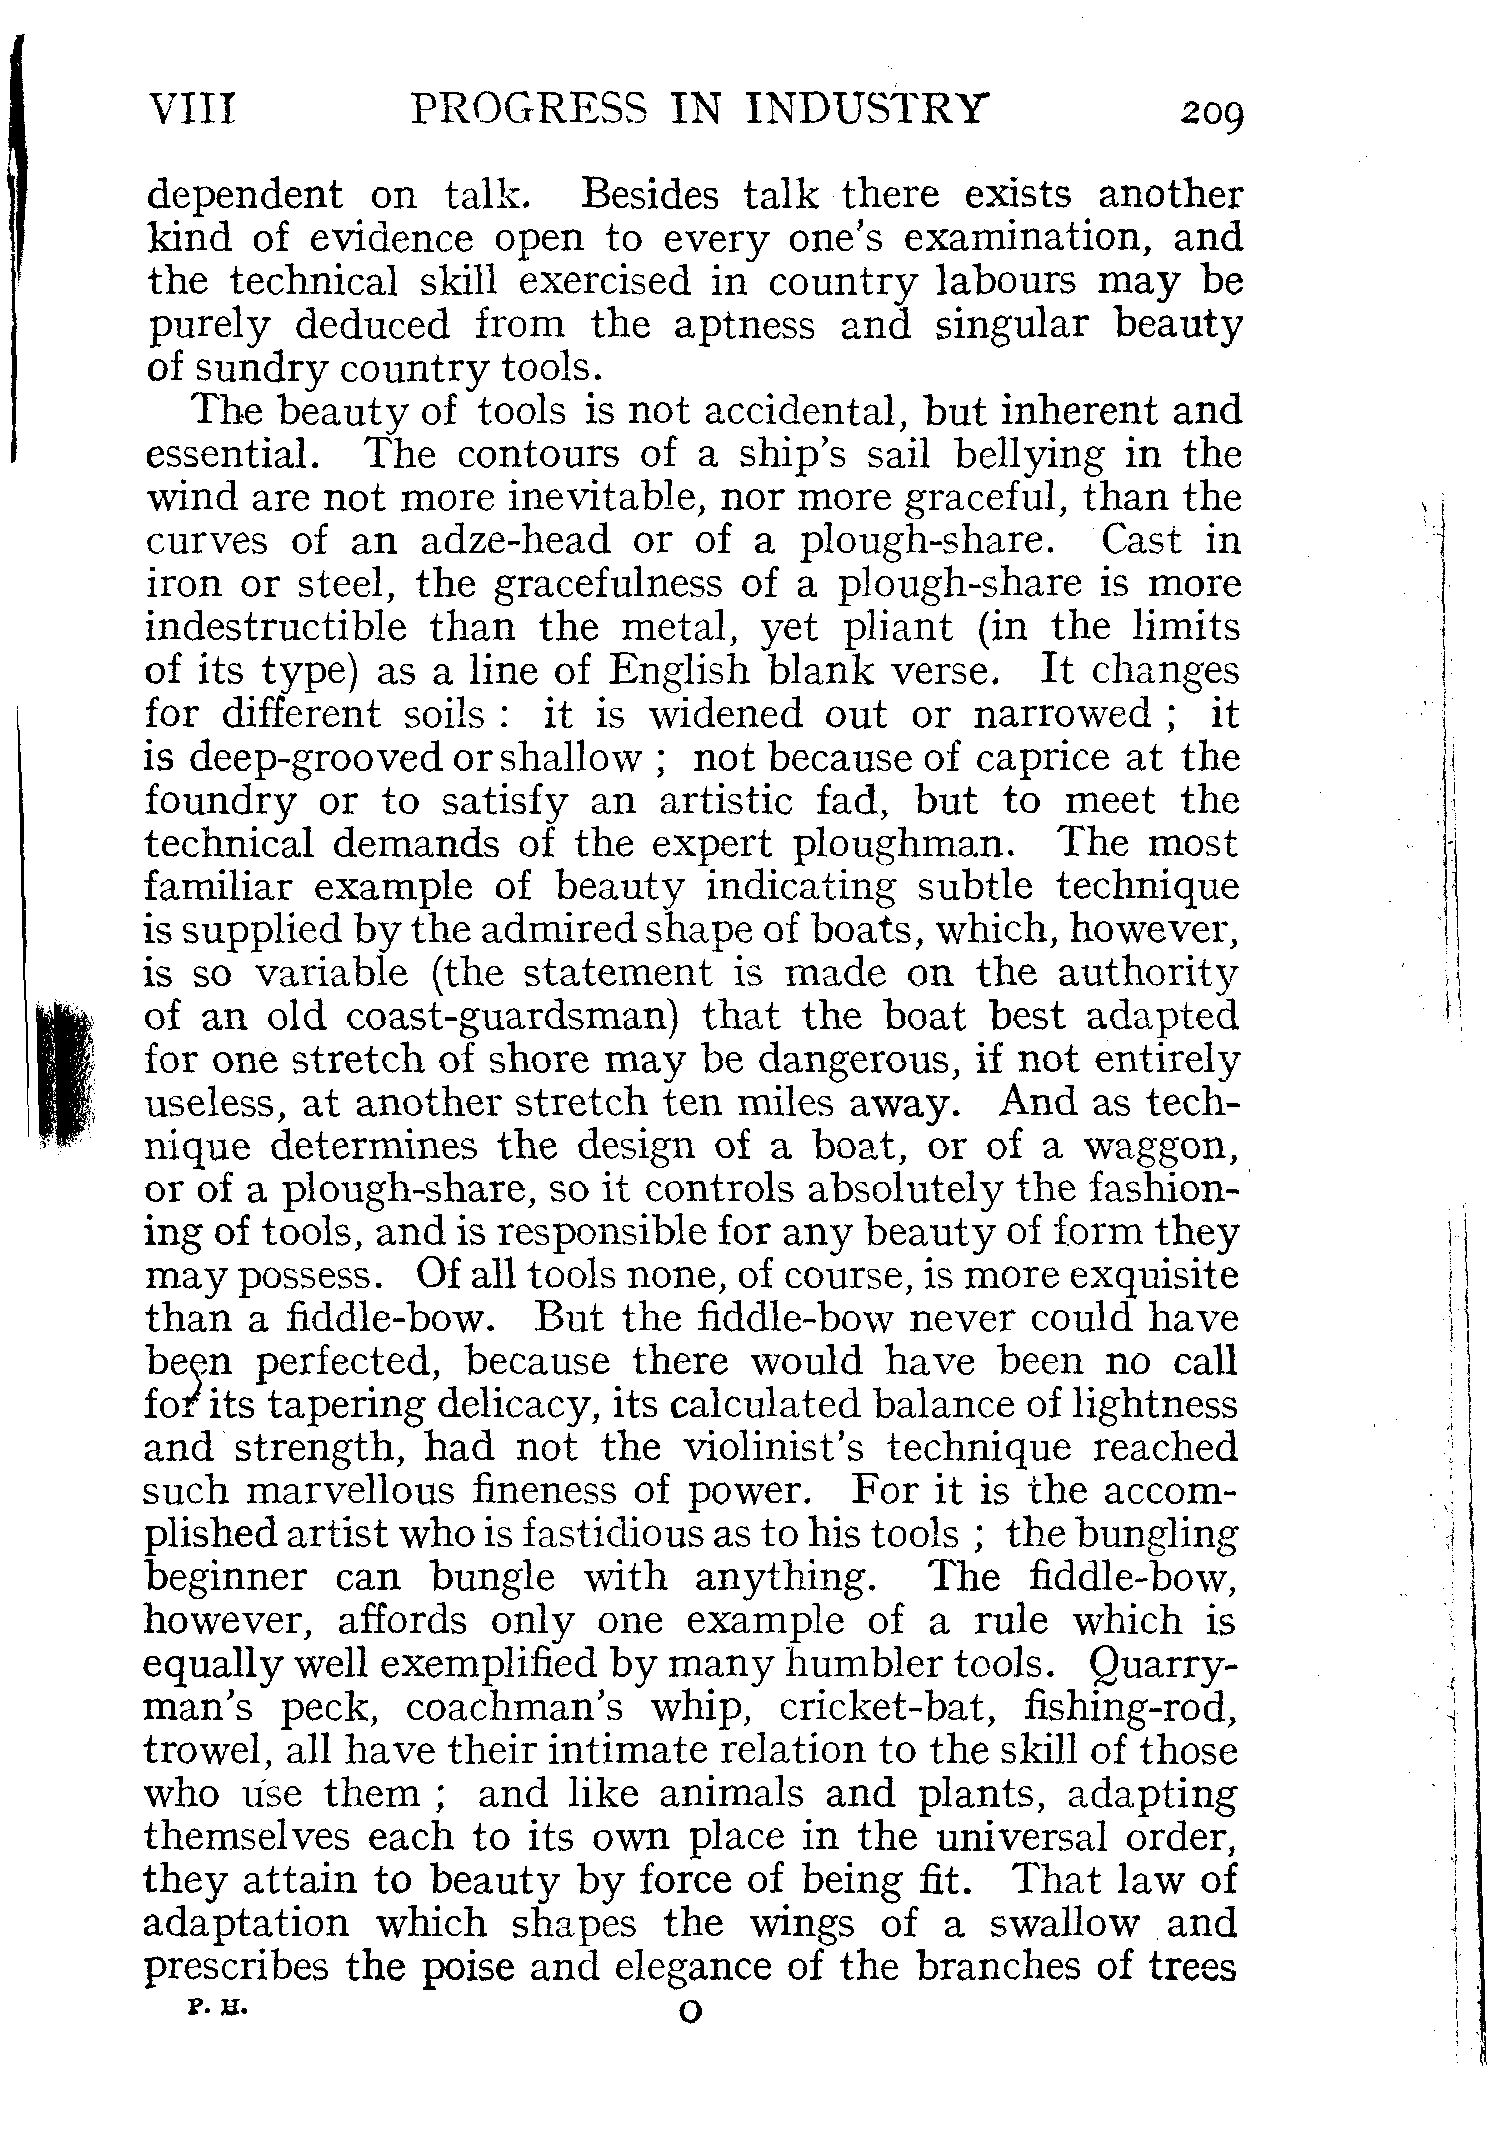 VIII PROGRESS IN INDUSTRY 209
dependent on talk. Besides talk there exists another
kind of evidence open to every one's examination, and
the technical skill exercised in country labours may be
purely deduced from the aptness and singular beauty
of sundry country tools.
The beauty of tools is not accidental, but inherent and
essential. The contours of a ship's sail bellying in the
wind are not more inevitable, nor more graceful, than the
curves of an adze-head or of a plough-share. Cast in
iron or steel, the gracefulness of a plough-share is more
indestructible than the metal, yet pliant (in the limits
of its type) as a line of English blank verse. It changes
for different soils : it is widened out or narrowed ; it
is deep-grooved or shallow ; not because of caprice at the
foundry or to satisfy an artistic fad, but to meet the
technical demands of the expert ploughman. The most
familiar example of beauty indicating subtle technique
is supplied by the admired shape of boats, which, however,
is so variable (the statement is made on the authority
of an old coast-guardsman) that the boat best adapted
for one stretch of shore may be dangerous, if not entirely
useless, at another stretch ten miles away. And as tech-
nique determines the design of a boat, or of a waggon,
or of a plough-share, so it controls absolutely the fashion-
ing of tools, and is responsible for any beauty of form they
may possess. Of all tools none, of course, is more exquisite
than a fiddle-bow. But the fiddle-bow never could have
been perfected, because there would have been no call
for its tapering delicacy, its calculated balance of lightness
and strength, had not the violinist's technique reached
such marvellous fineness of power. For it is the accom-
plished artist who is fastidious as to his tools ; the bungling
beginner can bungle with anything. The fiddle-bow,
however, affords only one example of a rule which is
equally well exemplified by many humbler tools. Quarry-
man's peck, coachman's whip, cricket-bat, fishing-rod,
trowel, all have their intimate relation to the skill of those
who use them ; and like animals and plants, adapting
themselves each to its own place in the universal order,
they attain to beauty by force of being fit. That law of
adaptation which shapes the wings of a swallow and
prescribes the poise and elegance of the branches of trees
P. H. O